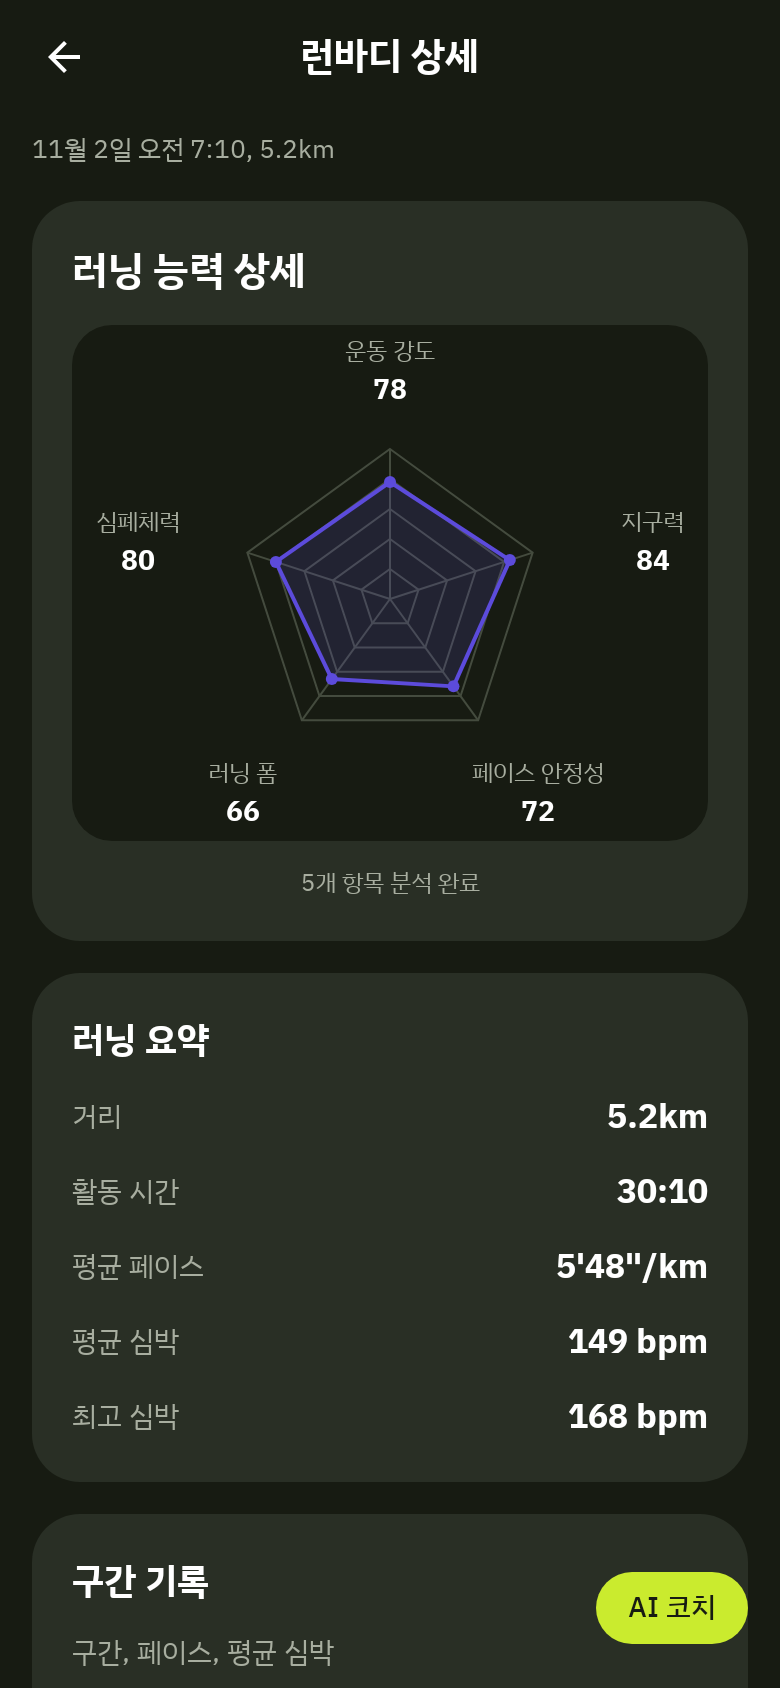 런바디 상세
11월 2일 오전 7:10, 5.2km
러닝 능력 상세
운동 강도
78
심폐체력
80
지구력
84
러닝 폼
66
페이스 안정성
72
5개 항목 분석 완료
러닝 요약
거리 5.2km
활동 시간 30:10
평균 페이스 5'48"/km
평균 심박 149 bpm
최고 심박 168 bpm
구간 기록
AI 코치
구간, 페이스, 평균 심박